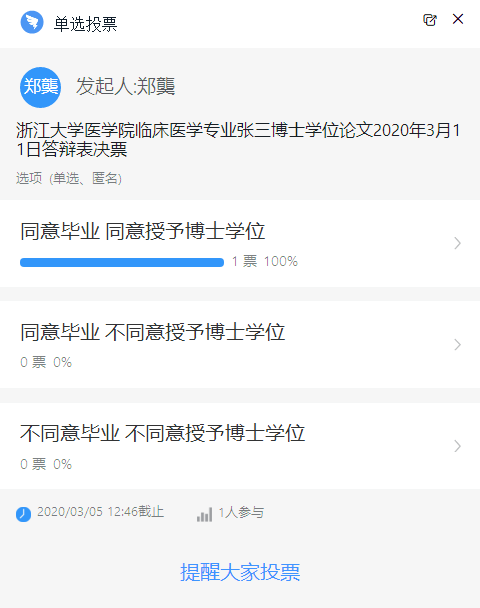 单选投票
郑龑
发起人:郑龑
浙江大学医学院临床医学专业张三博士学位论文2020年3月1
1日答辩表决票
选项 (单选、匿名)
同意毕业 同意授予博士学位
1 票 100%
同意毕业 不同意授予博士学位
0 票 0%
不同意毕业 不同意授予博士学位
0 票 0%
2020/03/05 12:46截止
1人参与
提醒大家投票